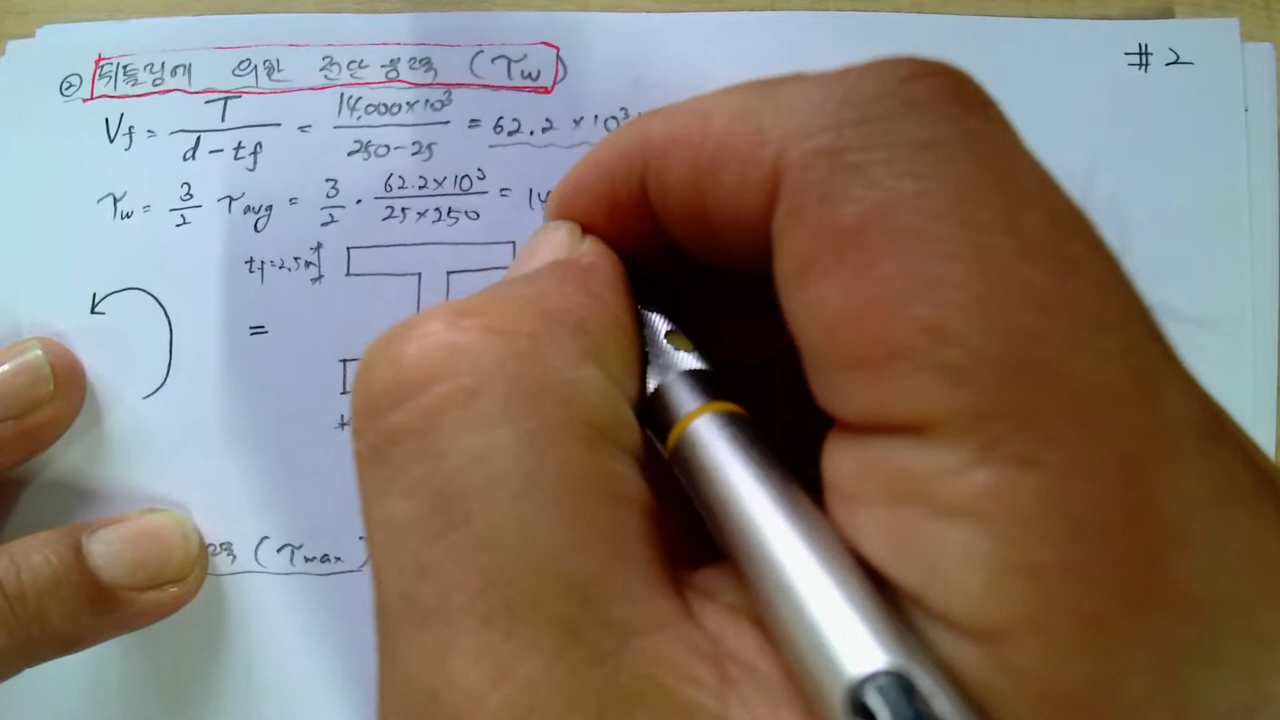 #2
② 뒤틀림에 의한 전단응력 (τw)
Vf = T / (d - tf) = 14,000×10³ / (250-25) = 62.2 ×10³
τw = 3/2 τavg = 3/2 · (62.2×10³) / (25×250) = 14
tf=2.5
=
*
력 (τmax)